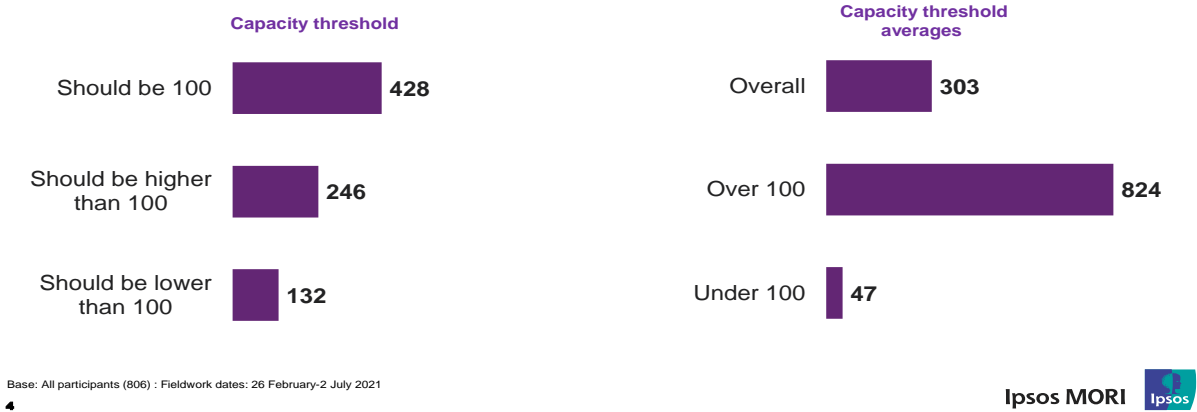 Capacity threshold
Should be 100
428
Should be higher
than 100
246
Should be lower
than 100
132
Capacity threshold
averages
Overall
303
Over 100
824
Under 100
47
Base: All participants (806) : Fieldwork dates: 26 February-2 July 2021
4
Ipsos MORI
Ipsos